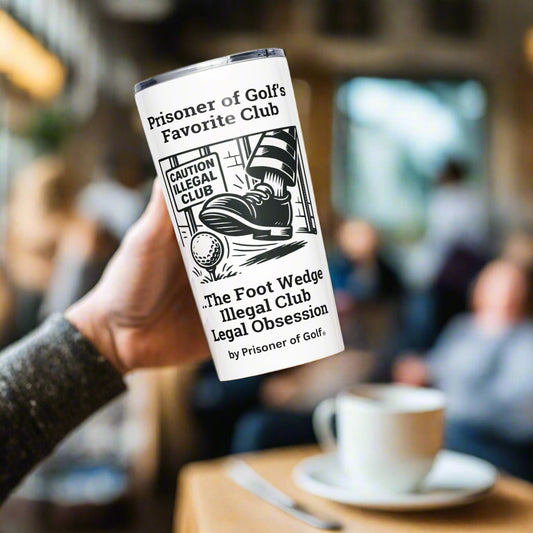 Prisoner of Golf's
Favorite Club
CAUTION
ILLEGAL
CLUB
..The Foot Wedge
Illegal Club
Legal Obsession
by Prisoner of Golf®